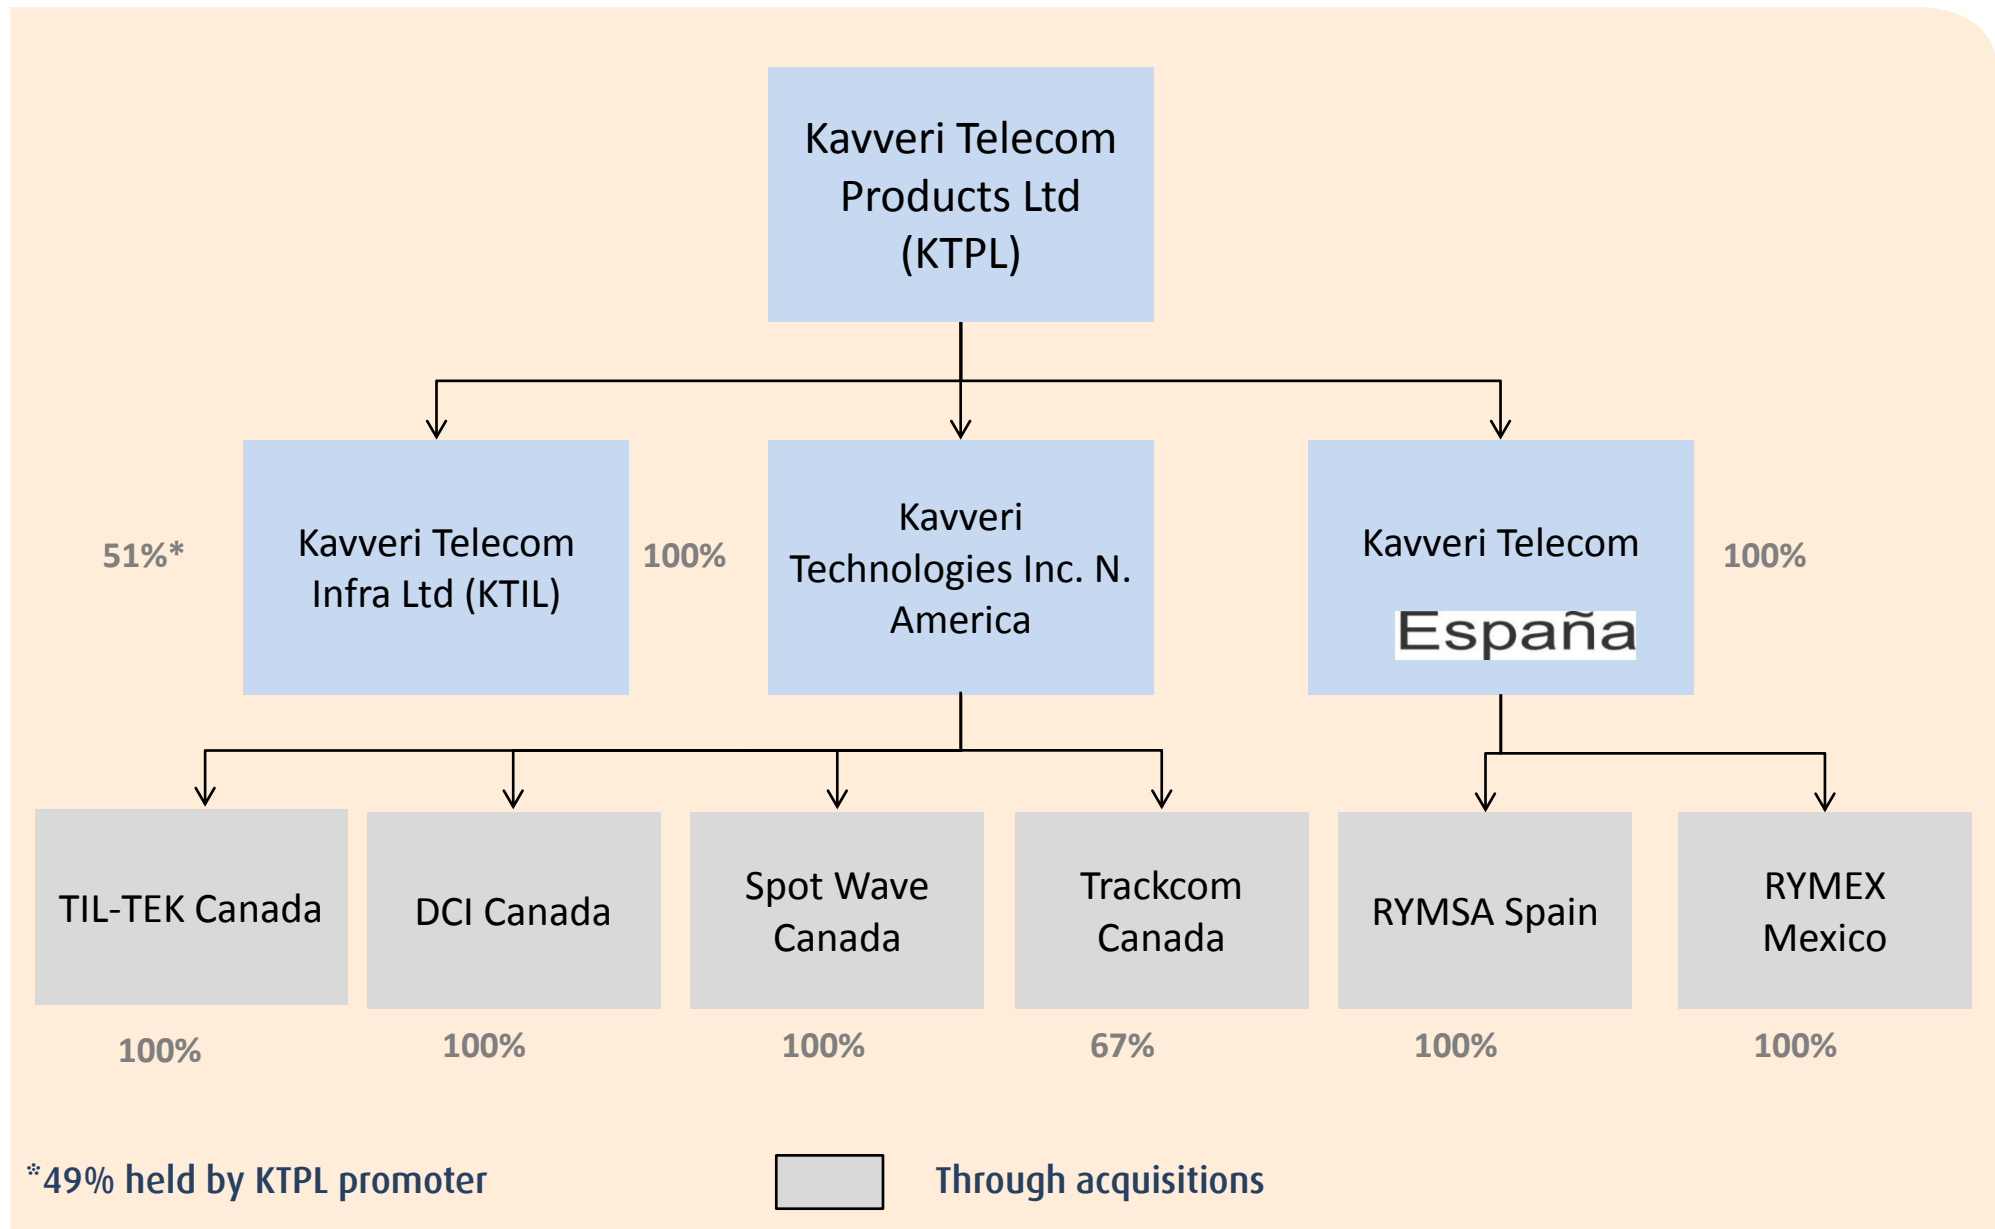 Kavveri Telecom
Products Ltd
(KTPL)
51%*
Kavveri Telecom
Infra Ltd (KTIL)
100%
Kavveri
Technologies Inc. N.
America
Kavveri Telecom
España
100%
TIL-TEK Canada
DCI Canada
Spot Wave
Canada
Trackcom
Canada
RYMSA Spain
RYMEX
Mexico
100%
100%
100%
67%
100%
100%
*49% held by KTPL promoter
Through acquisitions